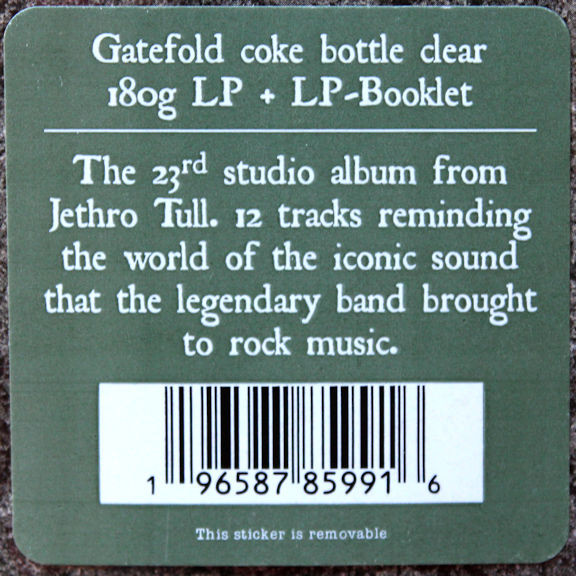 Gatefold coke bottle clear
180g LP + LP-Booklet
The 23rd studio album from
Jethro Tull. 12 tracks reminding
the world of the iconic sound
that the legendary band brought
to rock music.
1 96587 85991 6
This sticker is removable